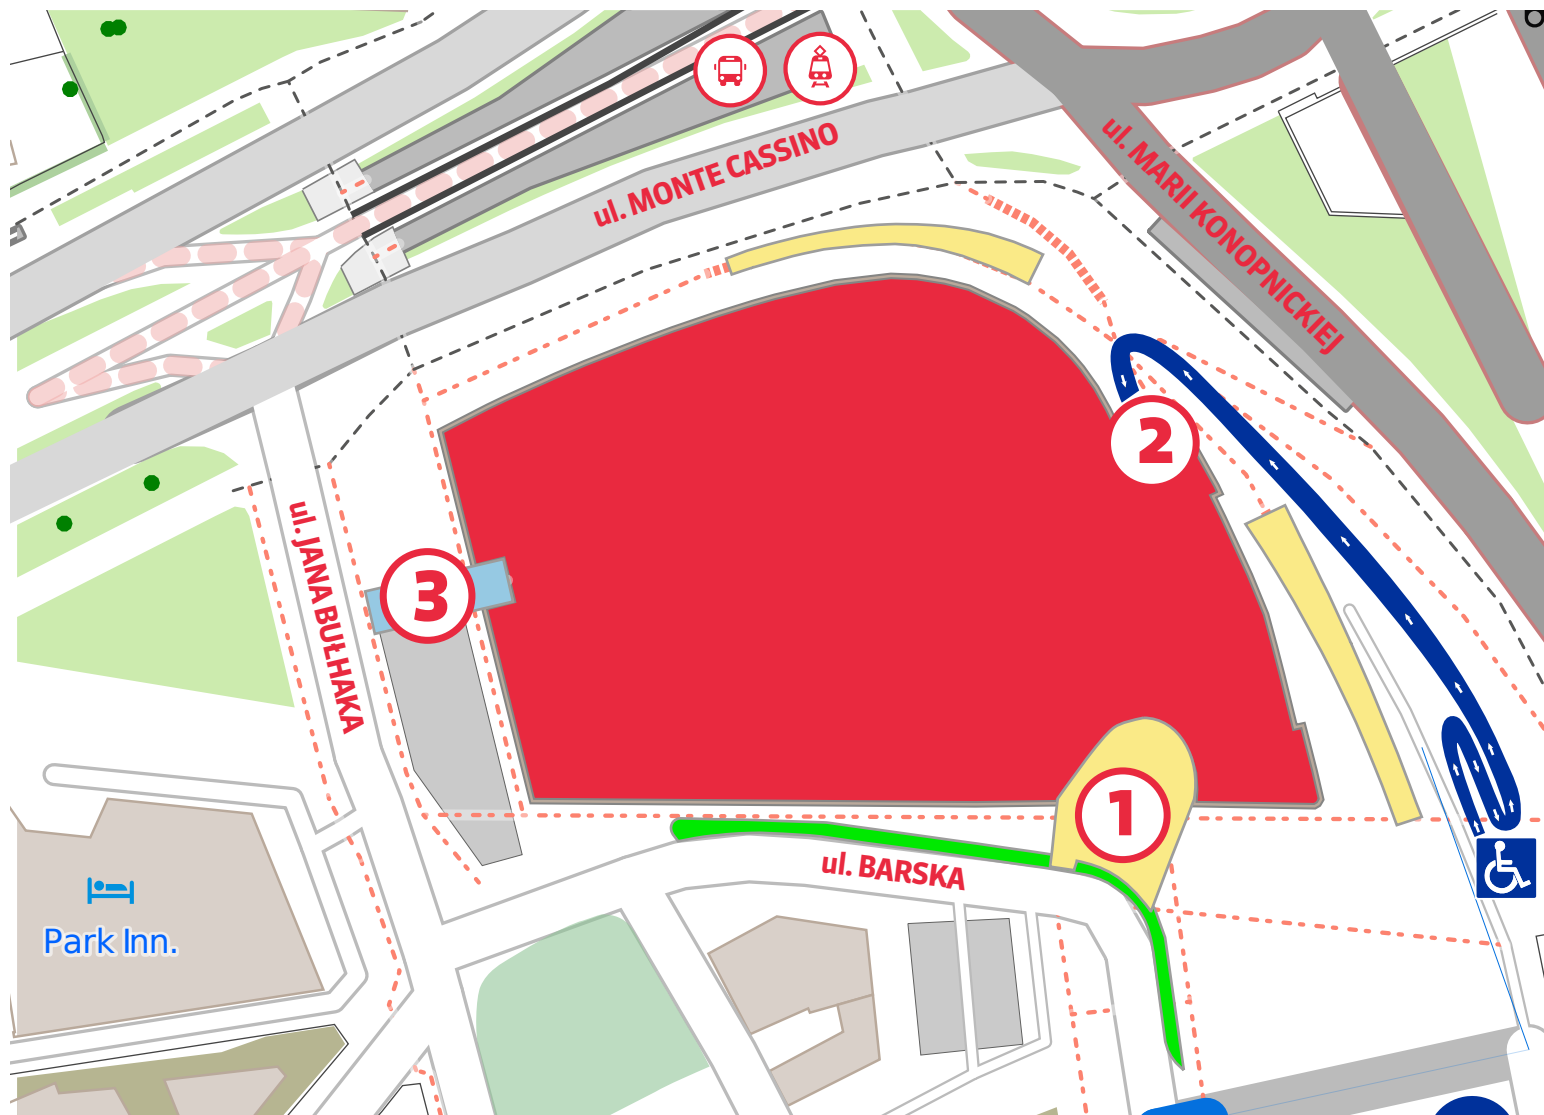 ul. MONTE CASSINO
ul. MARII KONOPNICKIEJ
2
ul. JANA BUŁHAKA
3
1
ul. BARSKA
Park Inn.